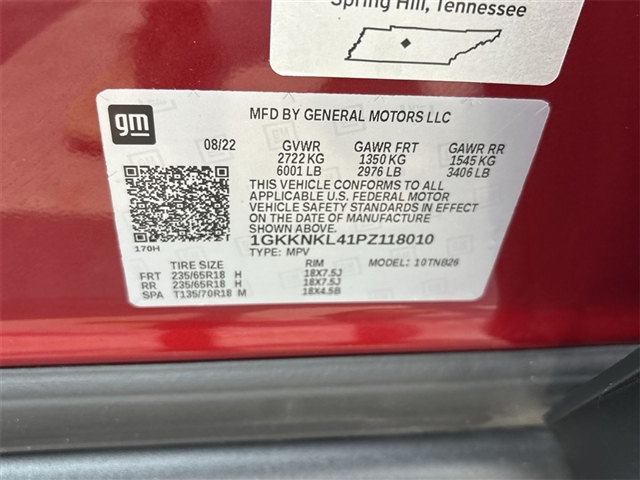 Spring Hill, Tennessee
gm
MFD BY GENERAL MOTORS LLC
08/22 GVWR GAWR FRT GAWR RR
2722 KG 1350 KG 1545 KG
6001 LB 2976 LB 3406 LB
THIS VEHICLE CONFORMS TO ALL
APPLICABLE U.S. FEDERAL MOTOR
VEHICLE SAFETY STANDARDS IN EFFECT
ON THE DATE OF MANUFACTURE
SHOWN ABOVE.
1GKKNKL41PZ118010
170H
TYPE: MPV
TIRE SIZE RIM MODEL: 10TNB26
FRT 235/65R18 H 18X7.5J
RR 235/65R18 H 18X7.5J
SPA T135/70R18 M 18X4.5B